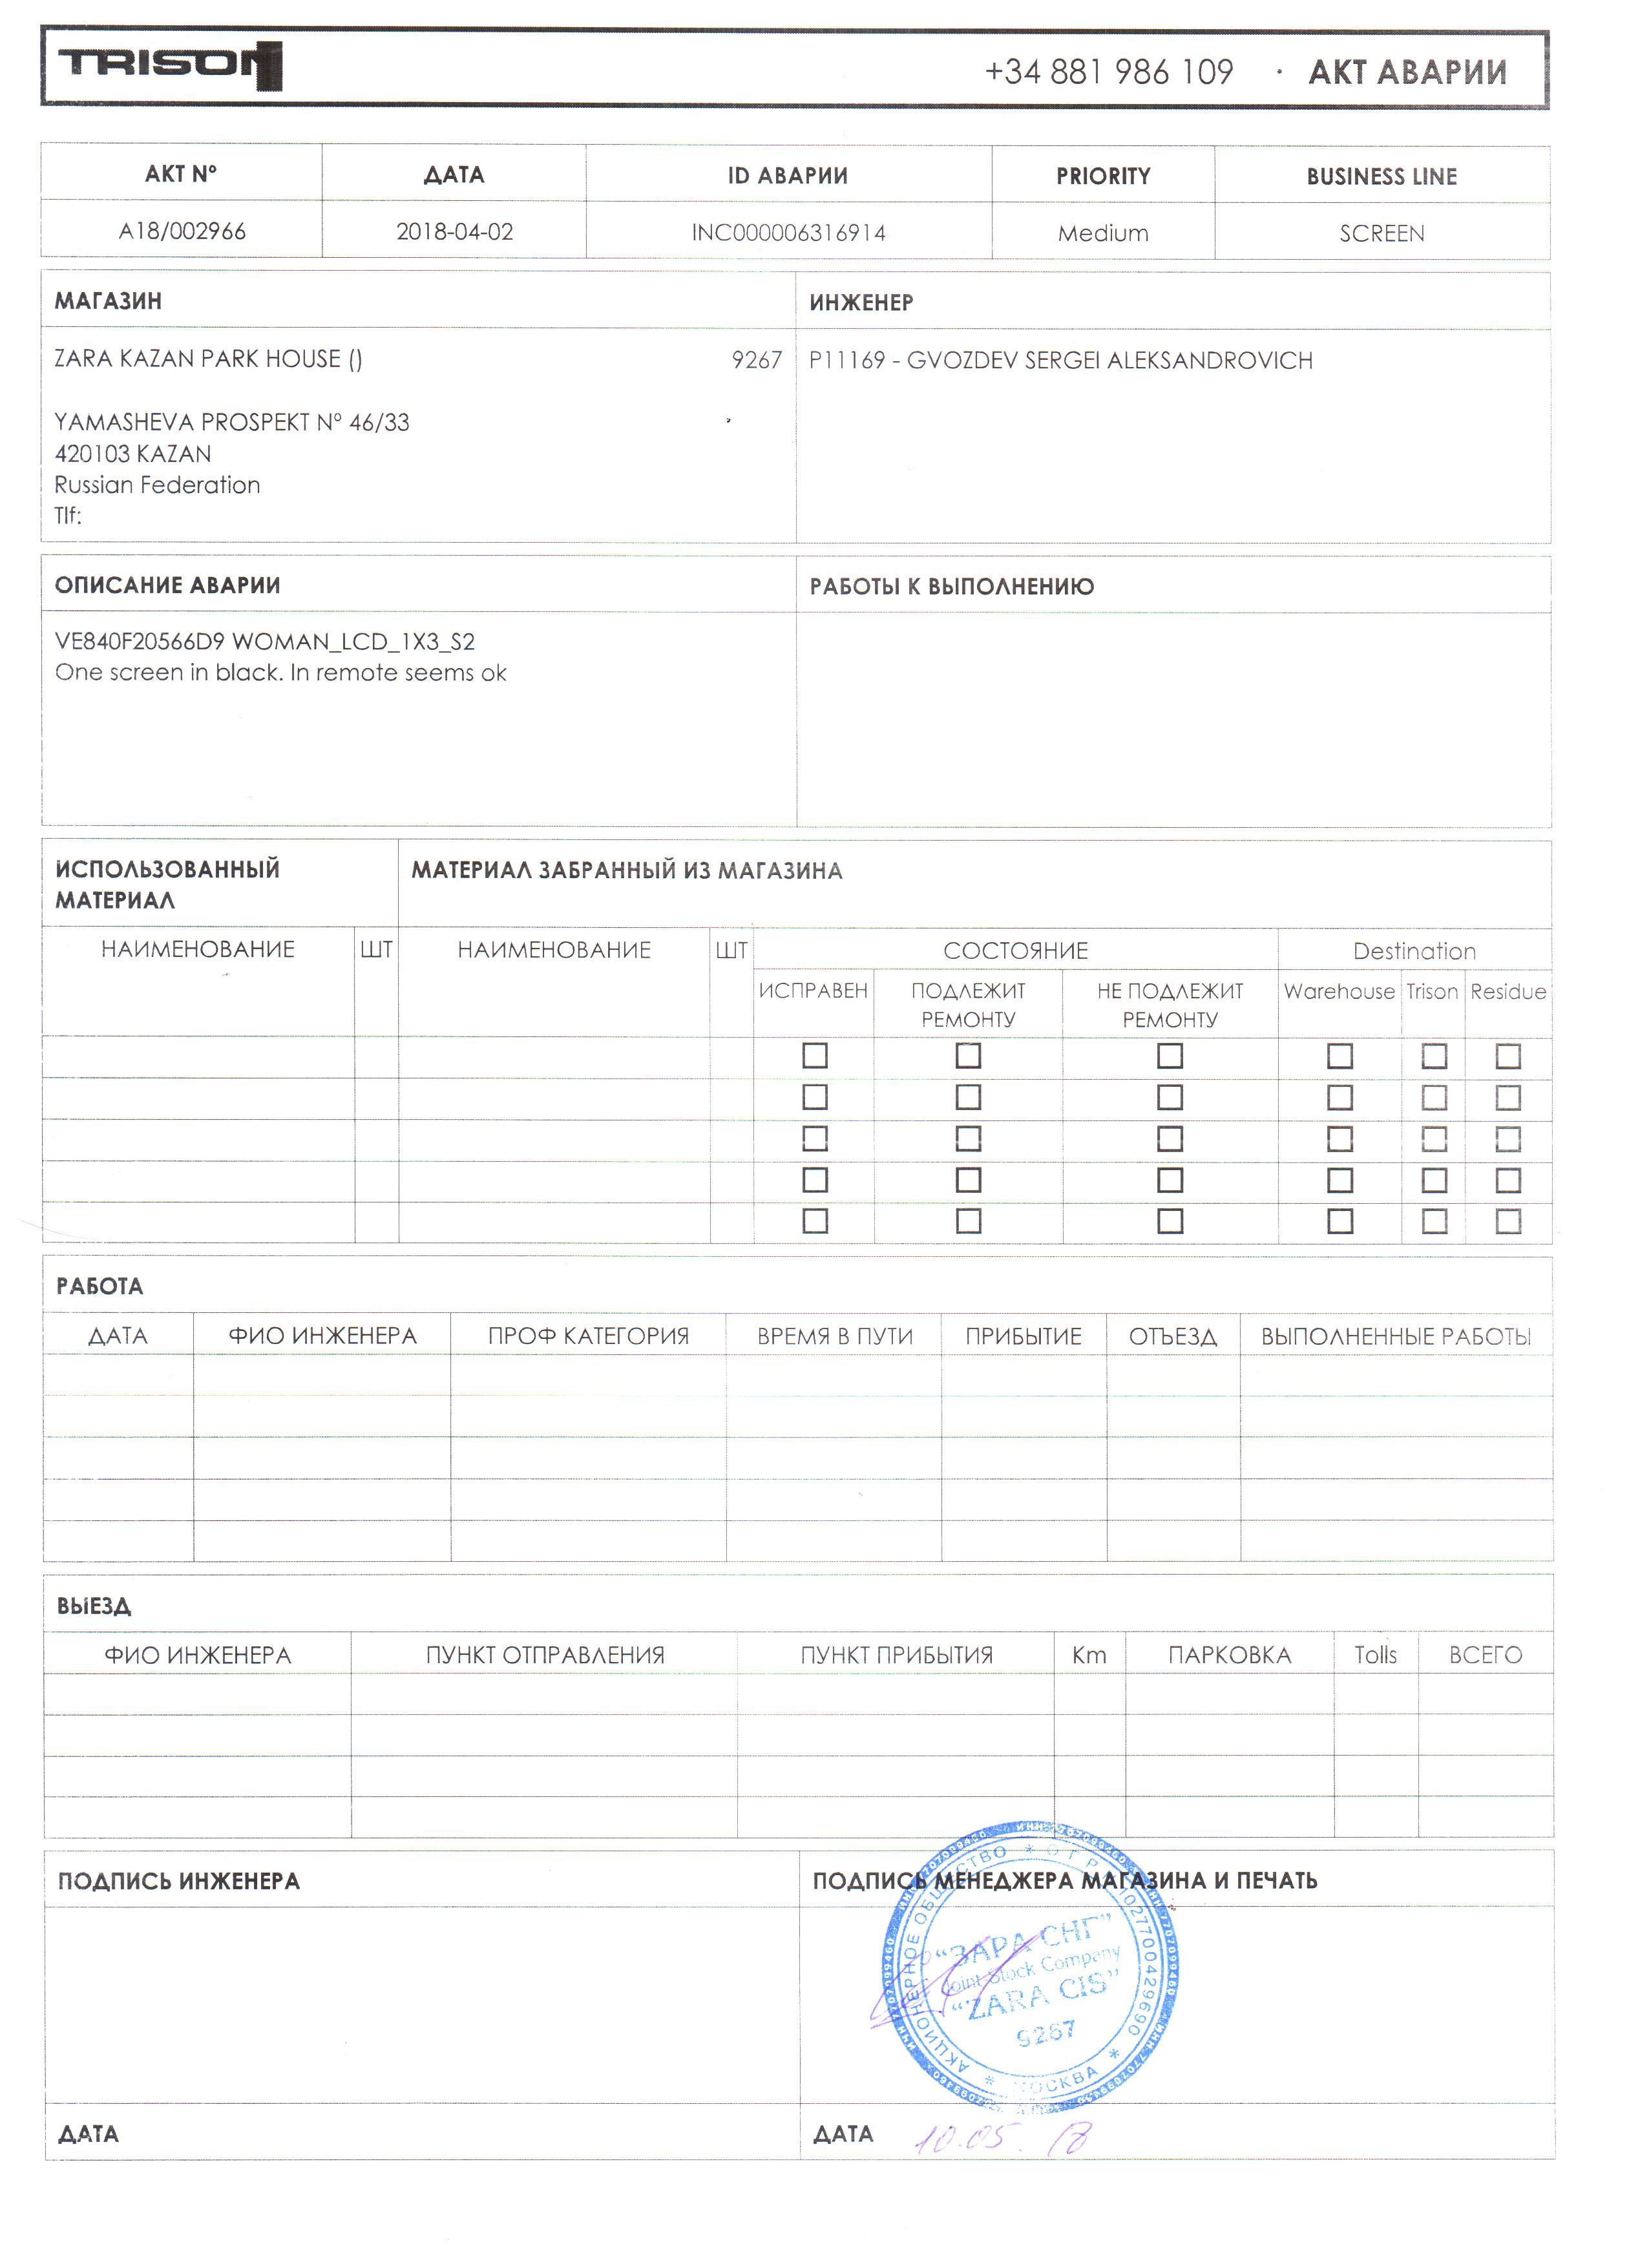 TRISON
+34 881 986 109 · АКТ АВАРИИ
АКТ Nº ДАТА ID АВАРИИ PRIORITY BUSINESS LINE
A18/002966 2018-04-02 INC000006316914 Medium SCREEN
МАГАЗИН
ZARA KAZAN PARK HOUSE () 9267
YAMASHEVA PROSPEKT Nº 46/33
420103 KAZAN
Russian Federation
Tlf:
ИНЖЕНЕР
P11169 - GVOZDEV SERGEI ALEKSANDROVICH
ОПИСАНИЕ АВАРИИ
VE840F20566D9 WOMAN_LCD_1X3_S2
One screen in black. In remote seems ok
РАБОТЫ К ВЫПОЛНЕНИЮ
ИСПОЛЬЗОВАННЫЙ
МАТЕРИАЛ
МАТЕРИАЛ ЗАБРАННЫЙ ИЗ МАГАЗИНА
НАИМЕНОВАНИЕ ШТ НАИМЕНОВАНИЕ ШТ СОСТОЯНИЕ Destination
ИСПРАВЕН ПОДЛЕЖИТ НЕ ПОДЛЕЖИТ Warehouse Trison Residue
РЕМОНТУ РЕМОНТУ
РАБОТА
ДАТА ФИО ИНЖЕНЕРА ПРОФ КАТЕГОРИЯ ВРЕМЯ В ПУТИ ПРИБЫТИЕ ОТЪЕЗД ВЫПОЛНЕННЫЕ РАБОТЫ
ВЫЕЗД
ФИО ИНЖЕНЕРА ПУНКТ ОТПРАВЛЕНИЯ ПУНКТ ПРИБЫТИЯ Km ПАРКОВКА Tolls ВСЕГО
ПОДПИСЬ ИНЖЕНЕРА
ПОДПИСЬ МЕНЕДЖЕРА МАГАЗИНА И ПЕЧАТЬ
ИНН 7707099460
АКЦИОНЕРНОЕ ОБЩЕСТВО * ОГРН 1027700429690 * МОСКВА *
"ЗАРА СНГ"
Joint Stock Company
"ZARA CIS"
9267
ДАТА
ДАТА 10.05.18